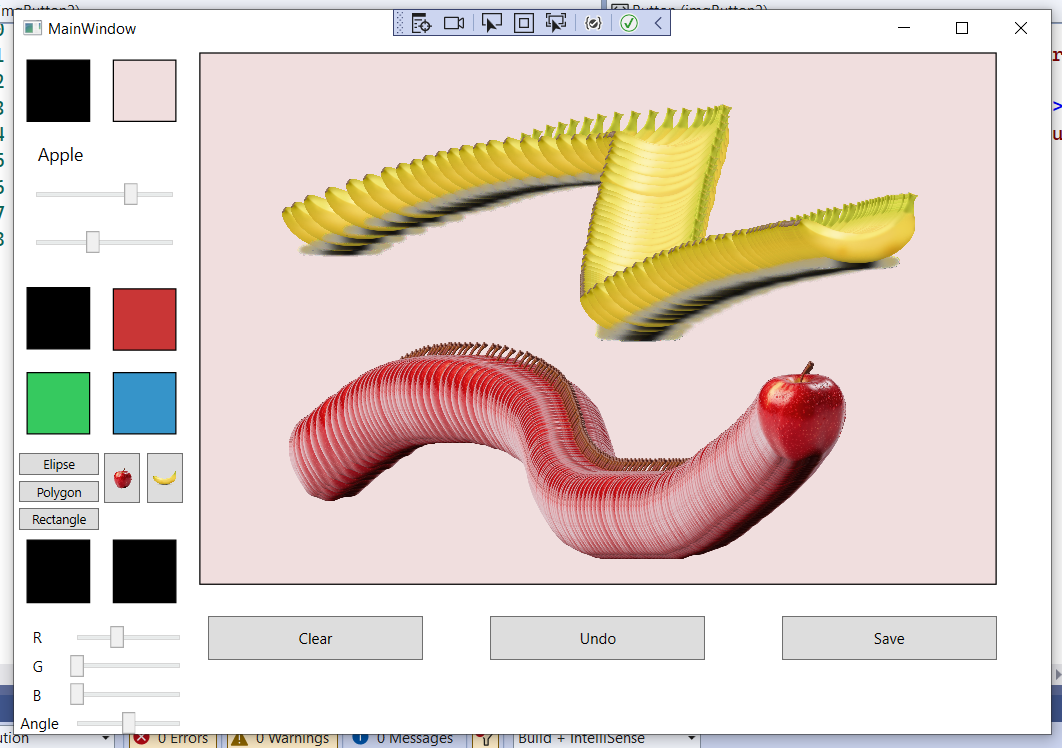 MainWindow
Apple
Elipse
Polygon
Rectangle
R
G
B
Angle
Clear
Undo
Save
0 Errors
0 Warnings
0 Messages
Build + IntelliSense